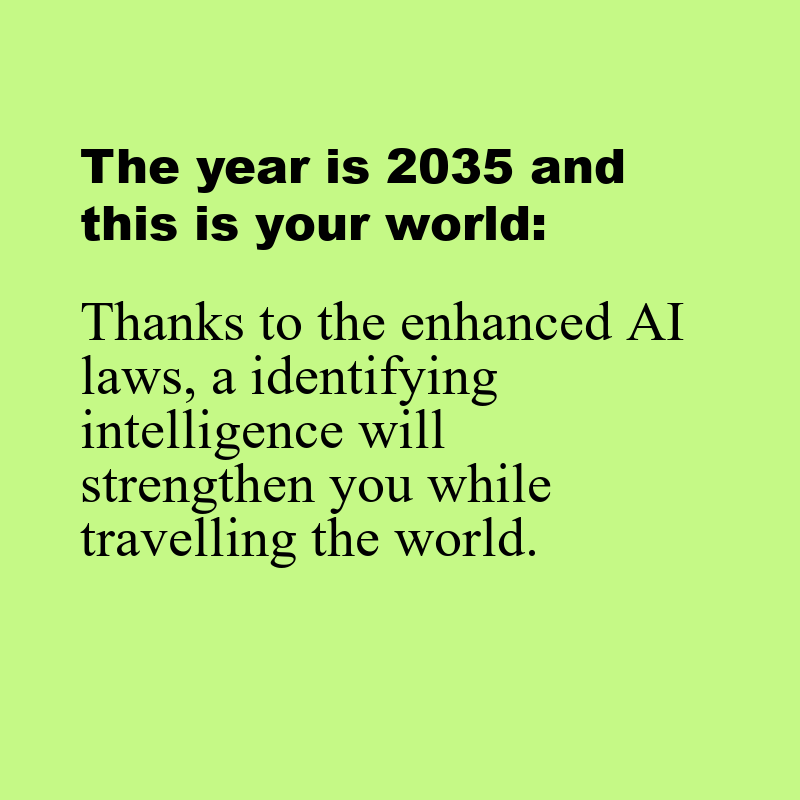 The year is 2035 and
this is your world:
Thanks to the enhanced AI
laws, a identifying
intelligence will
strengthen you while
travelling the world.